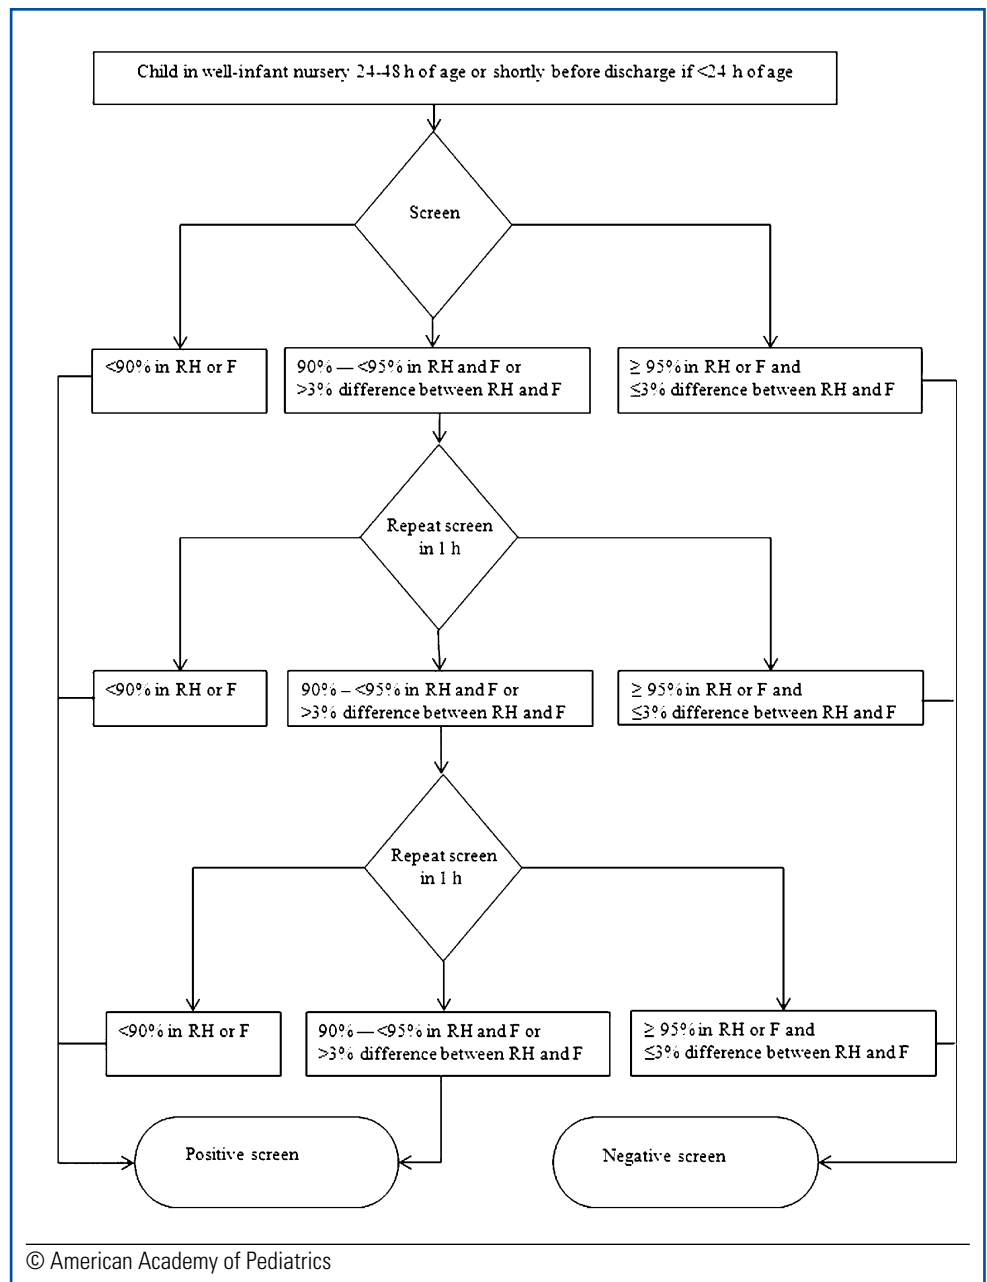 Child in well-infant nursery 24-48 h of age or shortly before discharge if <24 h of age
Screen
<90% in RH or F
90% — <95% in RH and F or
>3% difference between RH and F
≥ 95% in RH or F and
≤3% difference between RH and F
Repeat screen
in 1 h
<90% in RH or F
90% – <95% in RH and F or
>3% difference between RH and F
≥ 95% in RH or F and
≤3% difference between RH and F
Repeat screen
in 1 h
<90% in RH or F
90% — <95% in RH and F or
>3% difference between RH and F
≥ 95% in RH or F and
≤3% difference between RH and F
Positive screen
Negative screen
© American Academy of Pediatrics